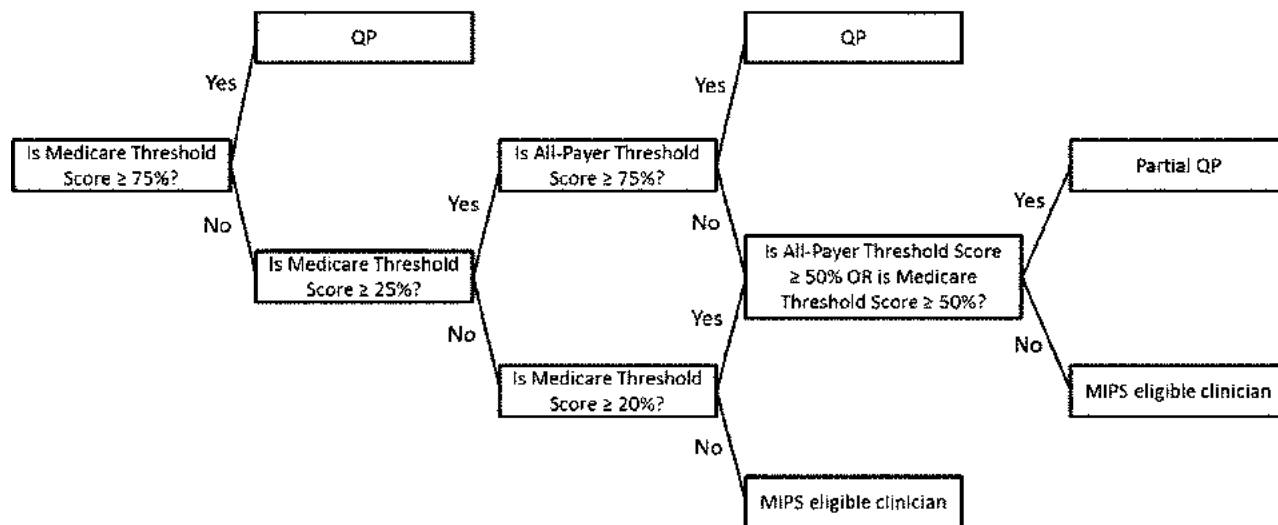 QP
QP
Yes
Yes
Is Medicare Threshold
Score ≥ 75%?
Is All-Payer Threshold
Score ≥ 75%?
Partial QP
Yes
Yes
No
No
Is Medicare Threshold
Score ≥ 25%?
Is All-Payer Threshold Score
≥ 50% OR is Medicare
Threshold Score ≥ 50%?
Yes
No
No
Is Medicare Threshold
Score ≥ 20%?
MIPS eligible clinician
No
MIPS eligible clinician